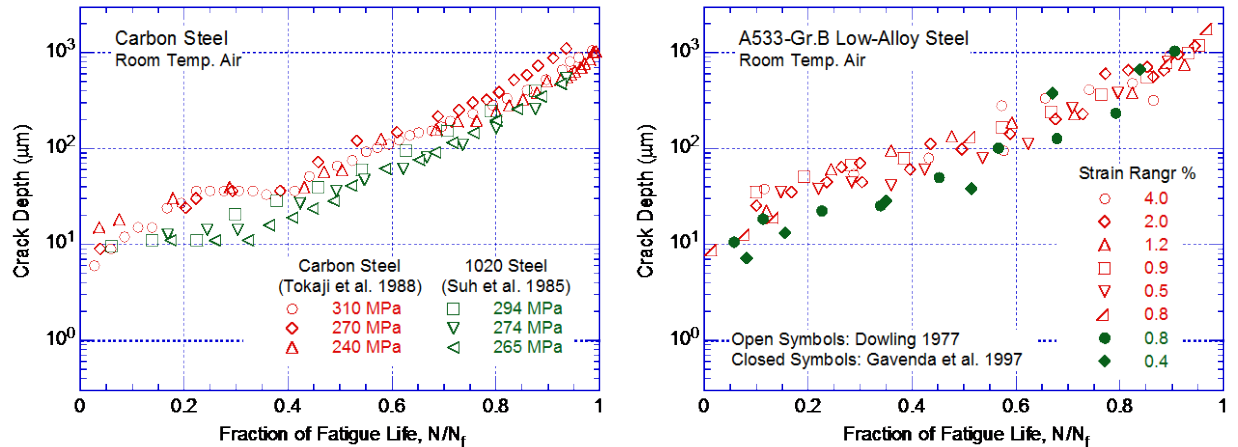 Carbon Steel
Room Temp. Air
10³
10²
10¹
10⁰
Crack Depth (μm)
Carbon Steel
(Tokaji et al. 1988)
310 MPa
270 MPa
240 MPa
1020 Steel
(Suh et al. 1985)
294 MPa
274 MPa
265 MPa
0 0.2 0.4 0.6 0.8 1
Fraction of Fatigue Life, N/Nf
A533-Gr.B Low-Alloy Steel
Room Temp. Air
10³
10²
10¹
10⁰
Crack Depth (μm)
Strain Rangr %
4.0
2.0
1.2
0.9
0.5
0.8
0.8
0.4
Open Symbols: Dowling 1977
Closed Symbols: Gavenda et al. 1997
0 0.2 0.4 0.6 0.8 1
Fraction of Fatigue Life, N/Nf